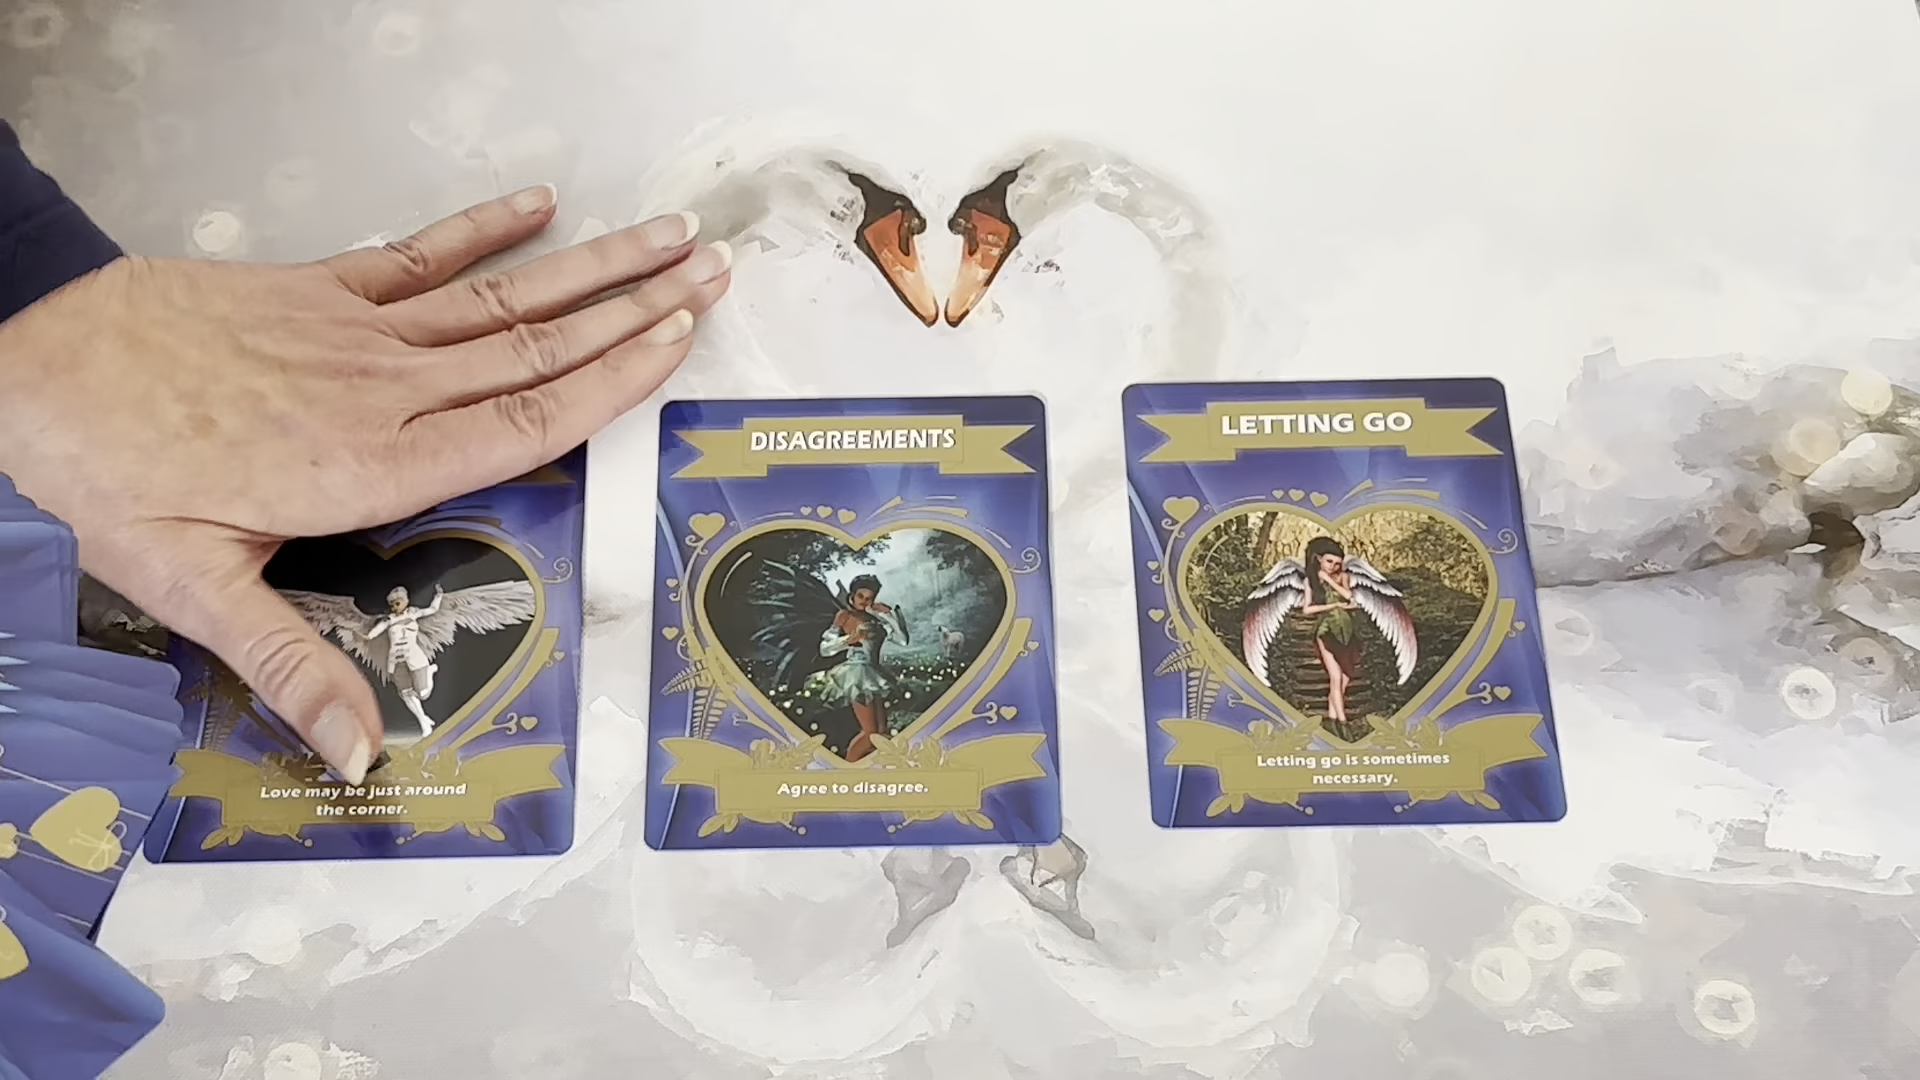 DISAGREEMENTS
LETTING GO
Love may be just around
the corner.
Agree to disagree.
Letting go is sometimes
necessary.